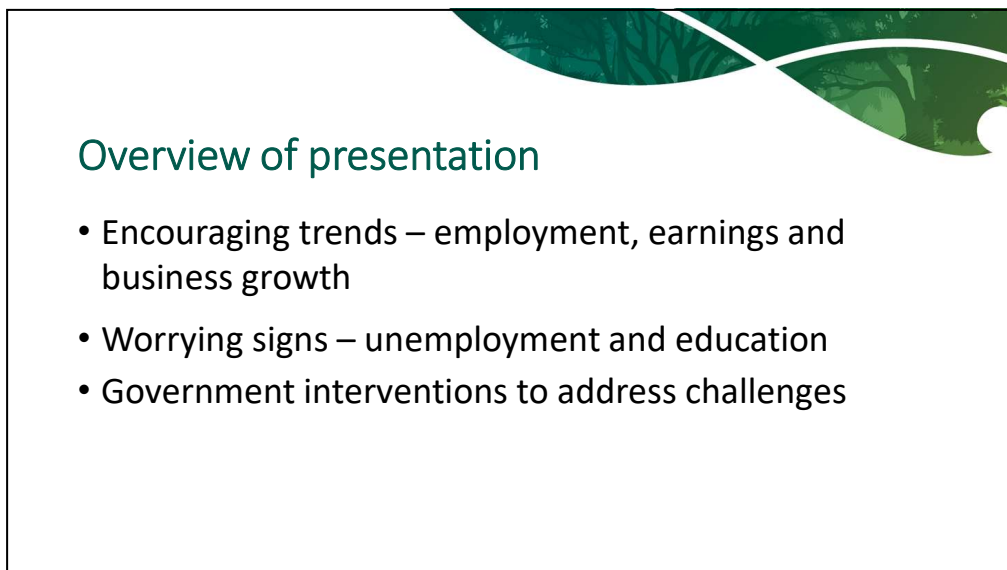 Overview of presentation
• Encouraging trends – employment, earnings and
business growth
• Worrying signs – unemployment and education
• Government interventions to address challenges